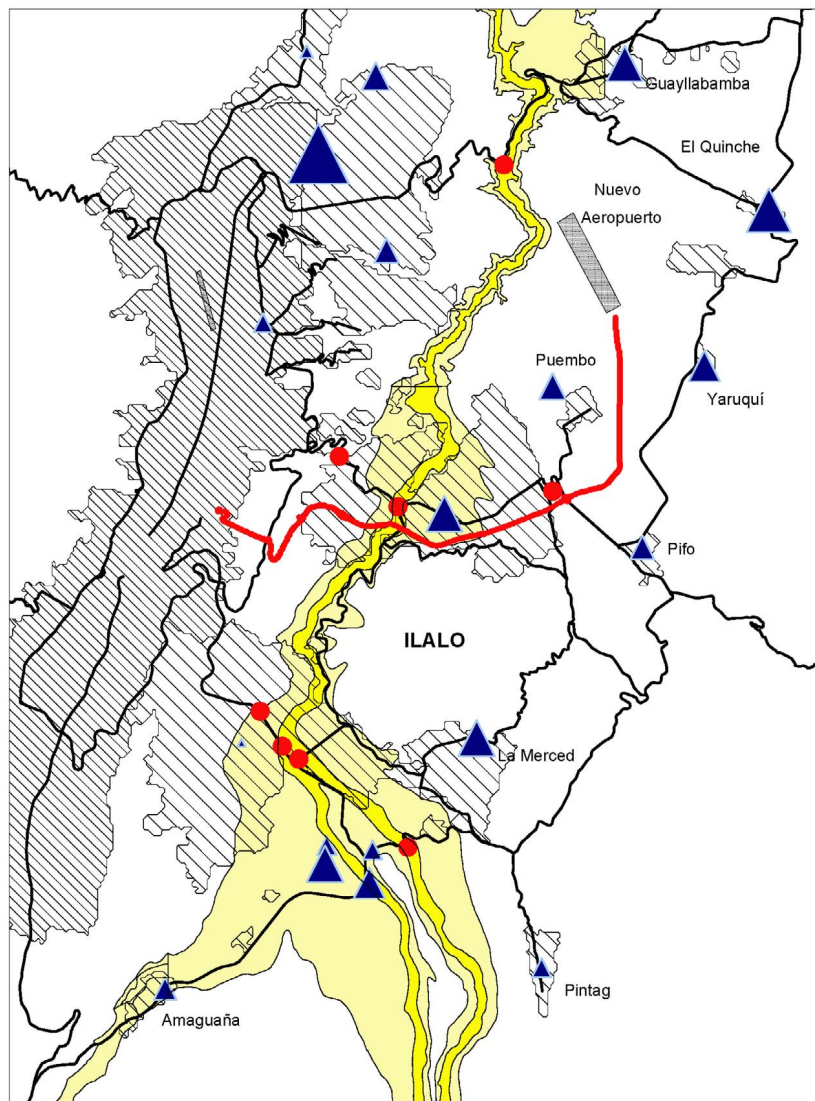 Guayllabamba
El Quinche
Nuevo
Aeropuerto
Puembo
Yaruquí
Pifo
ILALO
La Merced
Pintag
Amaguaña